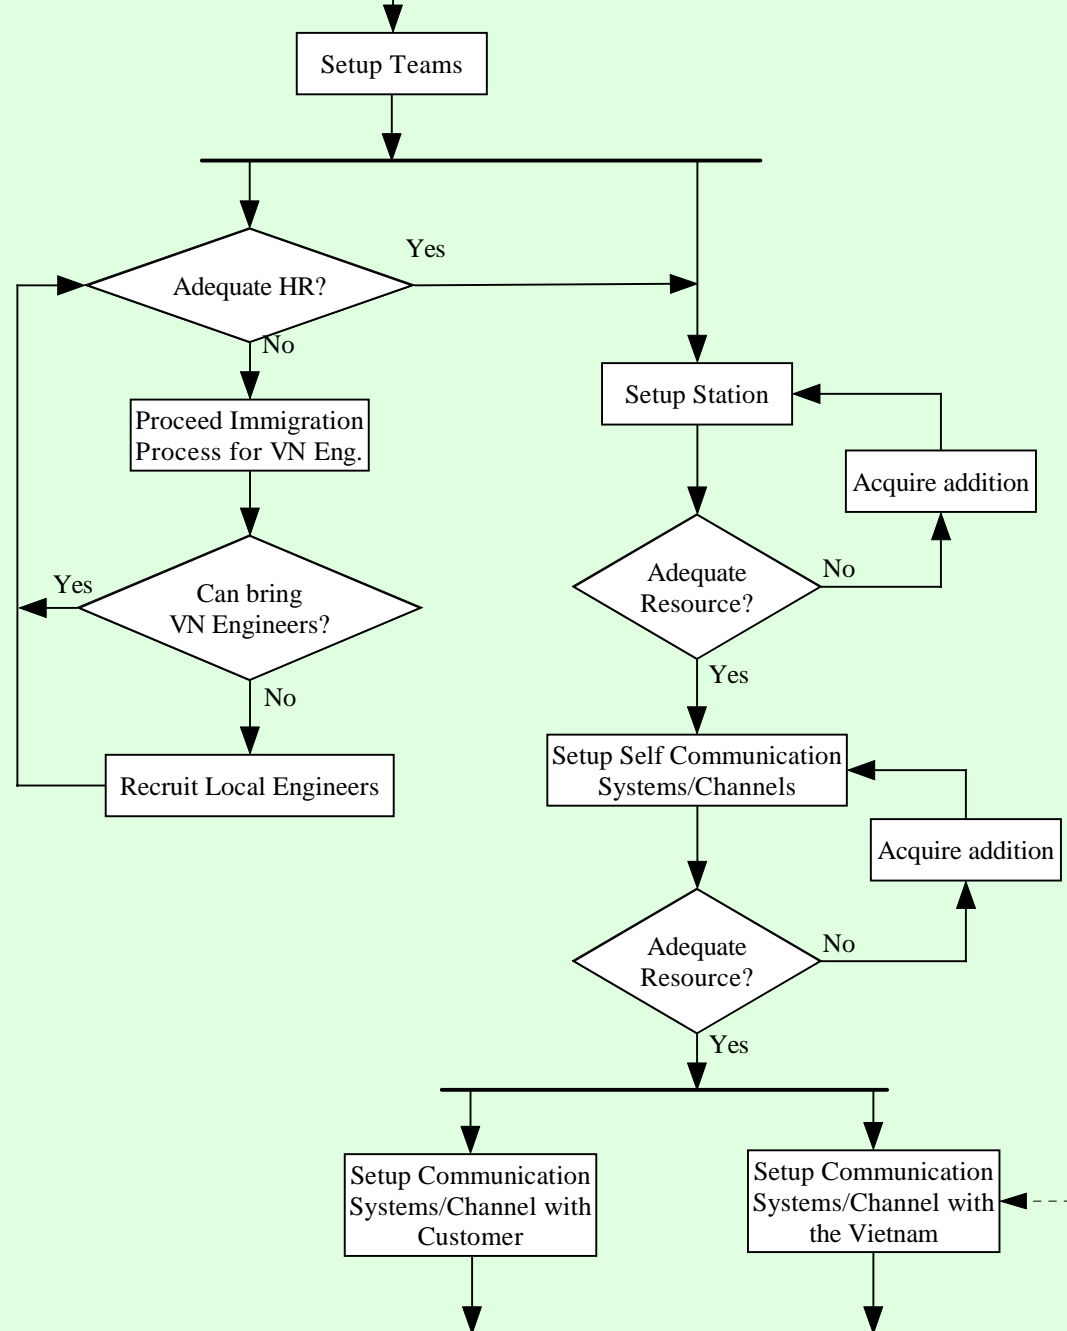 Setup Teams
Yes
Adequate HR?
No
Proceed Immigration
Process for VN Eng.
Yes
Can bring
VN Engineers?
No
Recruit Local Engineers
Setup Station
Acquire addition
Adequate
Resource?
No
Yes
Setup Self Communication
Systems/Channels
Acquire addition
Adequate
Resource?
No
Yes
Setup Communication
Systems/Channel with
Customer
Setup Communication
Systems/Channel with
the Vietnam